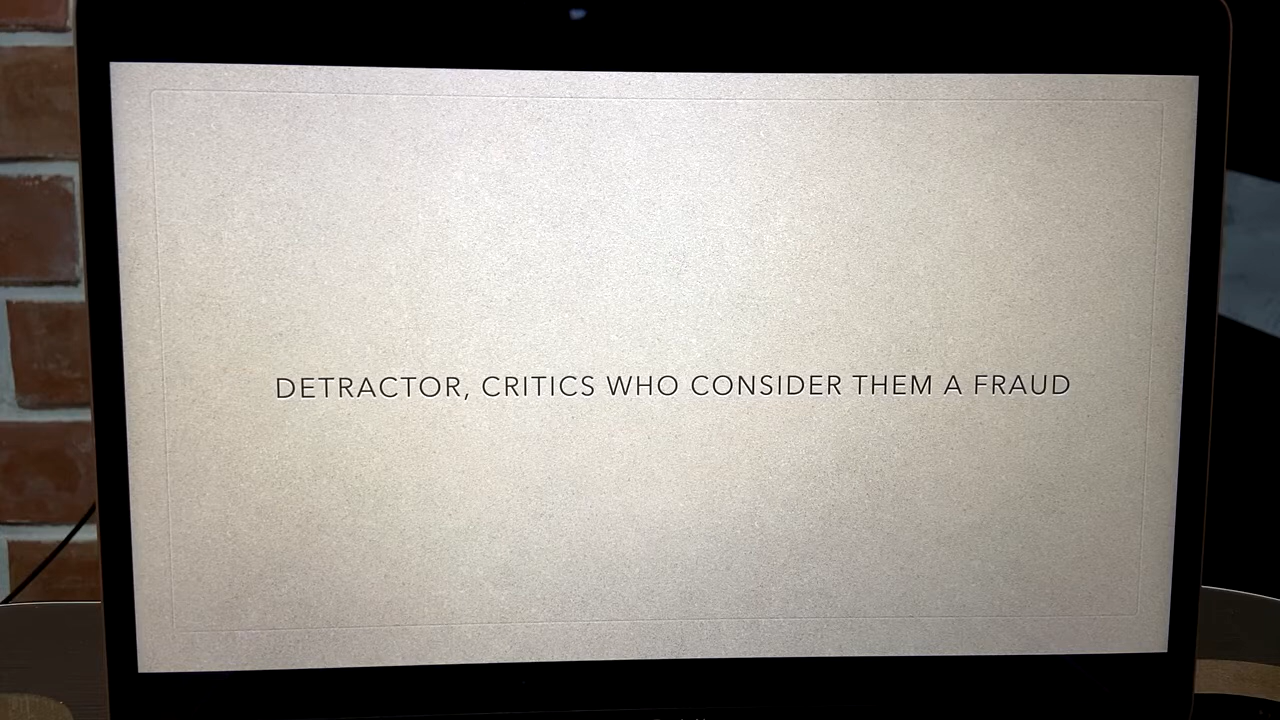 DETRACTOR, CRITICS WHO CONSIDER THEM A FRAUD